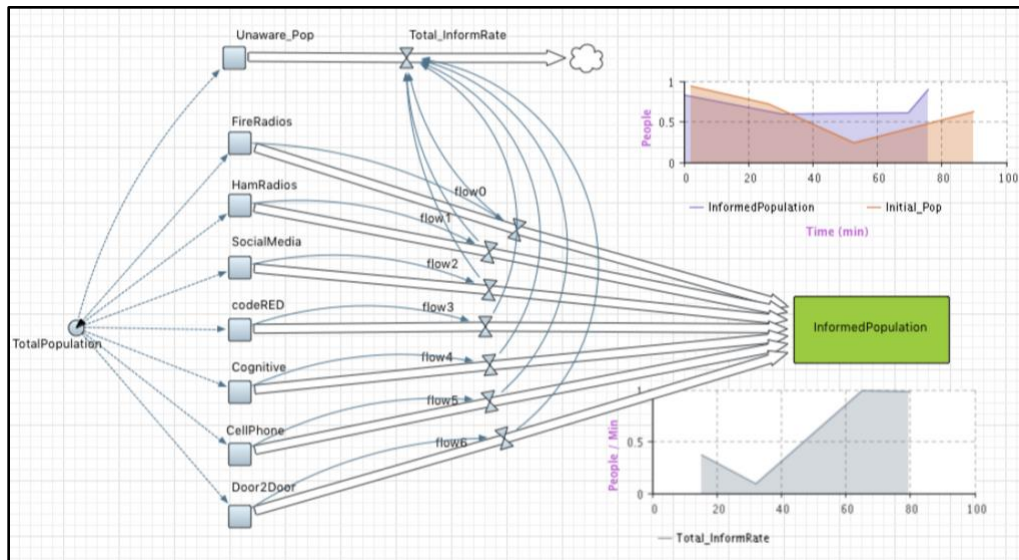 Unaware_Pop
Total_InformRate
FireRadios
HamRadios
SocialMedia
codeRED
Cognitive
CellPhone
Door2Door
TotalPopulation
flow0
flow1
flow2
flow3
flow4
flow5
flow6
InformedPopulation
People
1
0.5
0
0 20 40 60 80 100
InformedPopulation Initial_Pop
Time (min)
People / Min
1
0.5
0
0 20 40 60 80 100
Total_InformRate